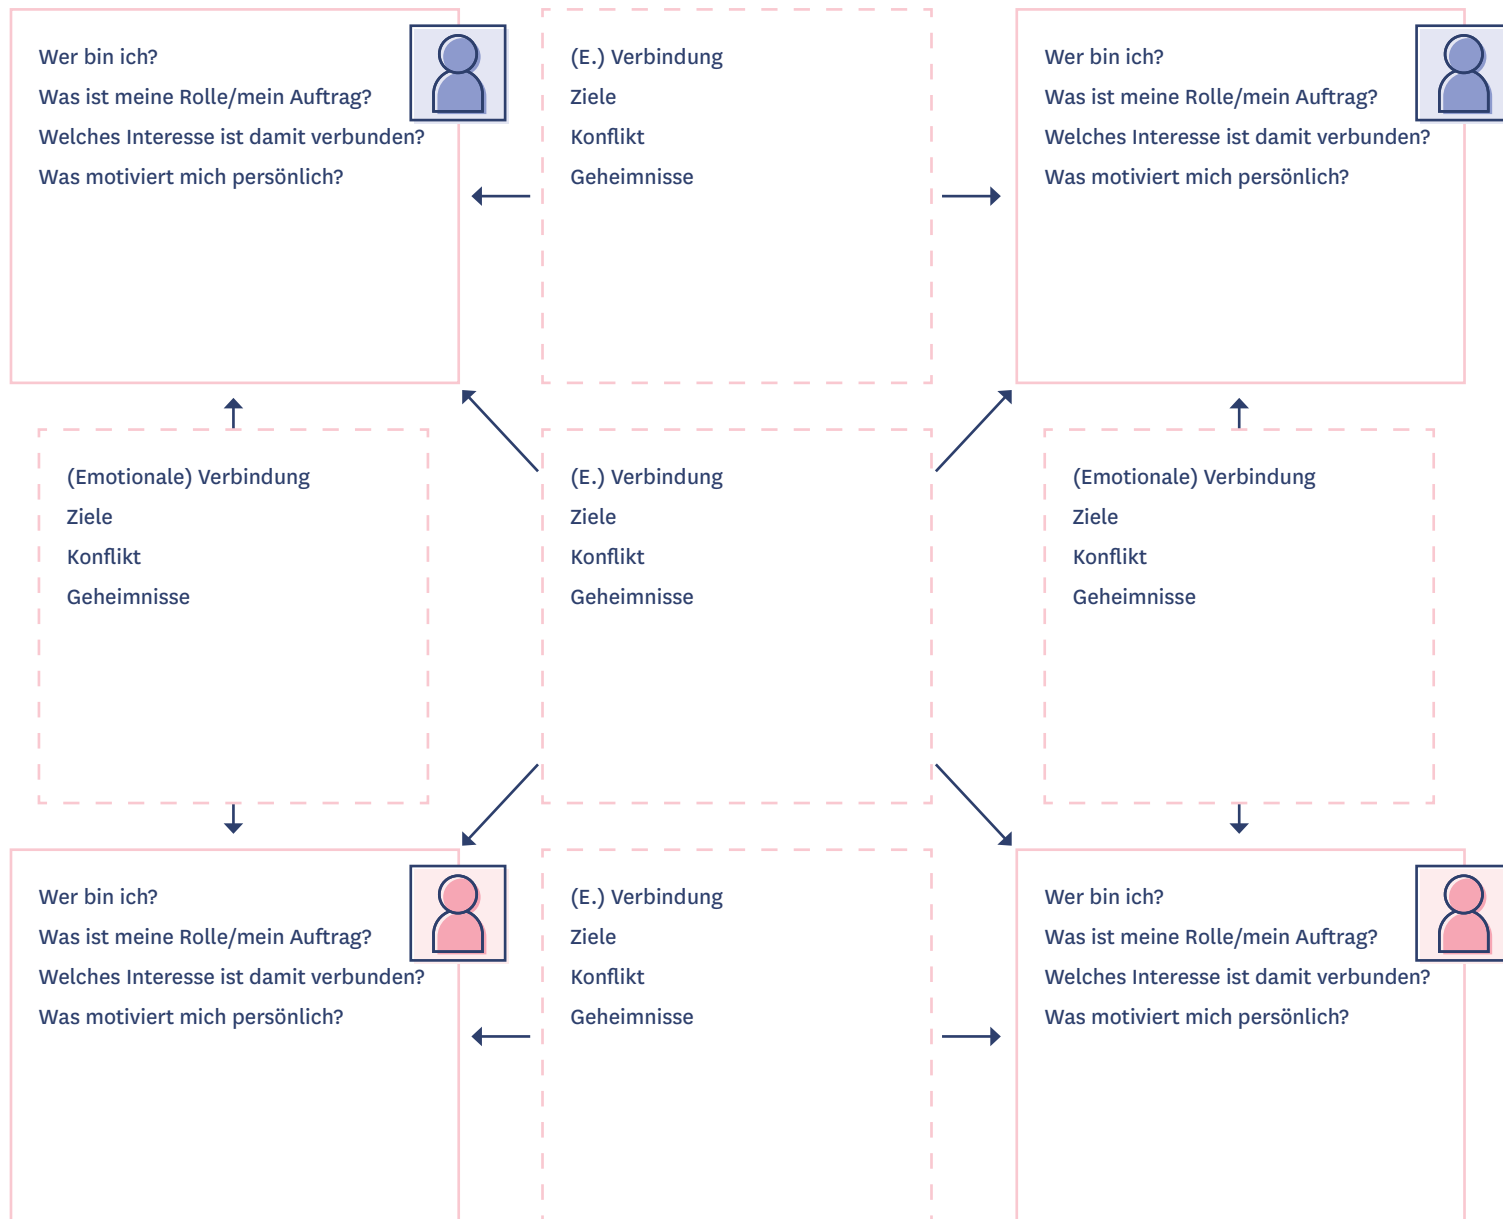 Wer bin ich?
Was ist meine Rolle/mein Auftrag?
Welches Interesse ist damit verbunden?
Was motiviert mich persönlich?
(E.) Verbindung
Ziele
Konflikt
Geheimnisse
Wer bin ich?
Was ist meine Rolle/mein Auftrag?
Welches Interesse ist damit verbunden?
Was motiviert mich persönlich?
(Emotionale) Verbindung
Ziele
Konflikt
Geheimnisse
(E.) Verbindung
Ziele
Konflikt
Geheimnisse
(Emotionale) Verbindung
Ziele
Konflikt
Geheimnisse
Wer bin ich?
Was ist meine Rolle/mein Auftrag?
Welches Interesse ist damit verbunden?
Was motiviert mich persönlich?
(E.) Verbindung
Ziele
Konflikt
Geheimnisse
Wer bin ich?
Was ist meine Rolle/mein Auftrag?
Welches Interesse ist damit verbunden?
Was motiviert mich persönlich?